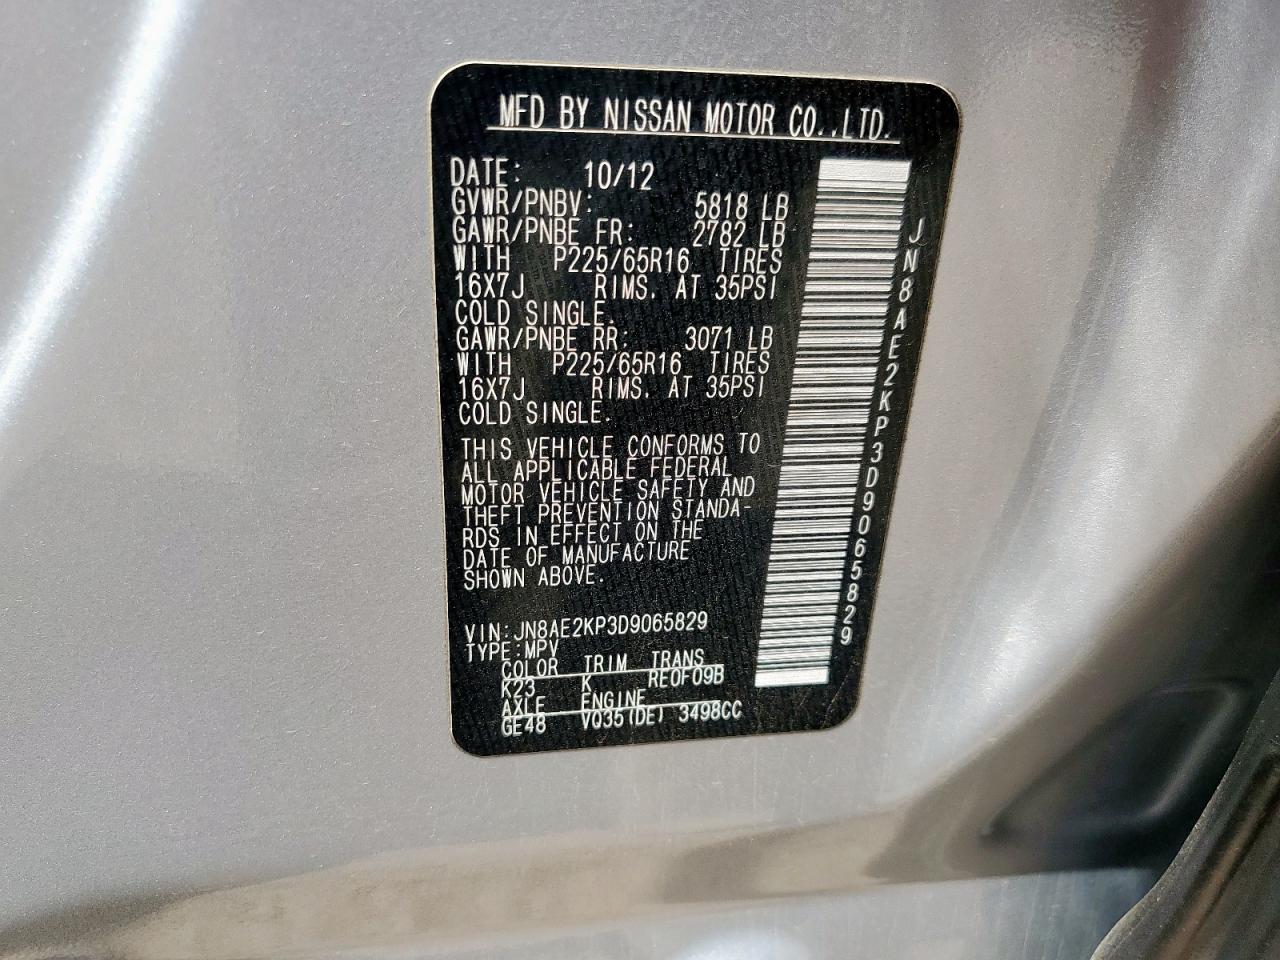 MFD BY NISSAN MOTOR CO.,LTD.
DATE: 10/12
GVWR/PNBV: 5818 LB
GAWR/PNBE FR: 2782 LB
WITH P225/65R16 TIRES
16X7J RIMS. AT 35PSI
COLD SINGLE.
GAWR/PNBE RR: 3071 LB
WITH P225/65R16 TIRES
16X7J RIMS. AT 35PSI
COLD SINGLE.
THIS VEHICLE CONFORMS TO
ALL APPLICABLE FEDERAL
MOTOR VEHICLE SAFETY AND
THEFT PREVENTION STANDA-
RDS IN EFFECT ON THE
DATE OF MANUFACTURE
SHOWN ABOVE.
VIN:JN8AE2KP3D9065829
TYPE:MPV
COLOR TRIM TRANS
K23 K RE0F09B
AXLE ENGINE
GE48 VQ35(DE) 3498CC
JN8AE2KP3D9065829